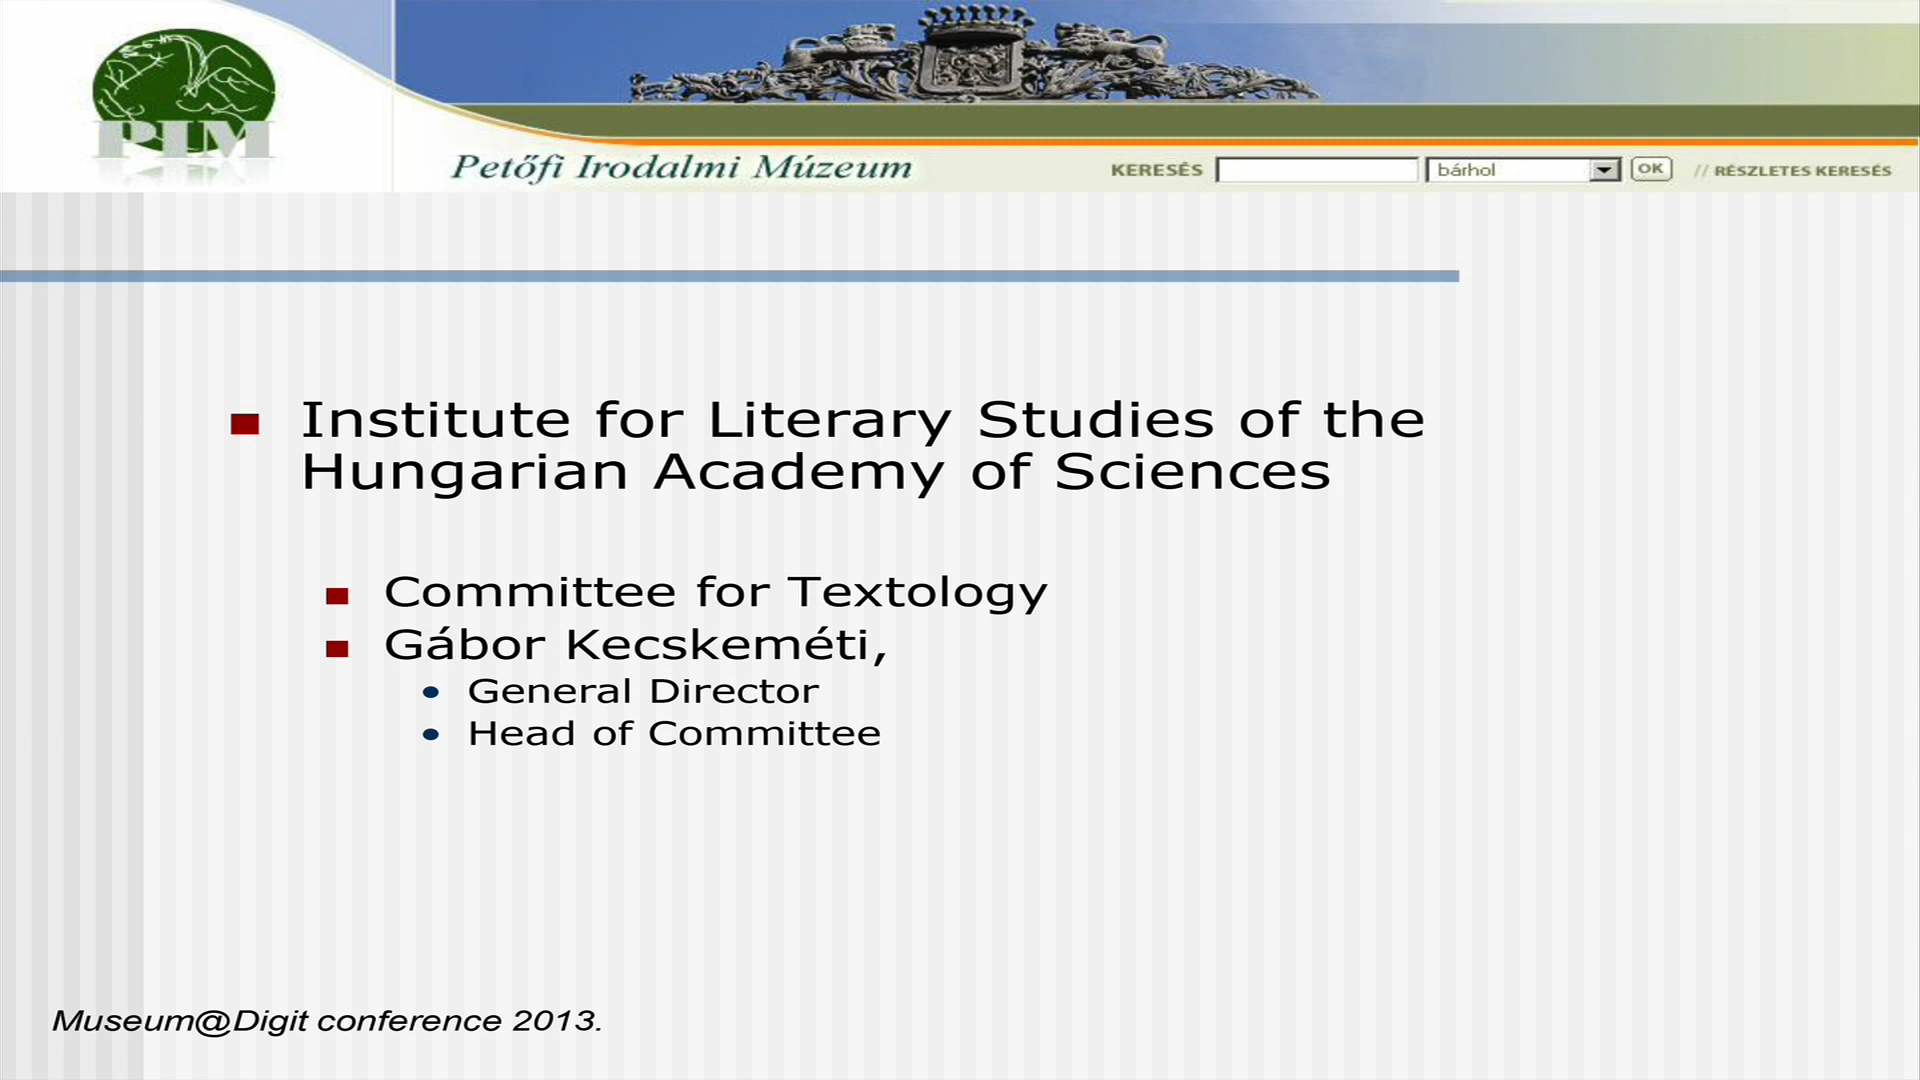 PIM
Petőfi Irodalmi Múzeum
KERESÉS
bárhol
OK
// RÉSZLETES KERESÉS
Institute for Literary Studies of the
Hungarian Academy of Sciences
Committee for Textology
Gábor Kecskeméti,
General Director
Head of Committee
Museum@Digit conference 2013.